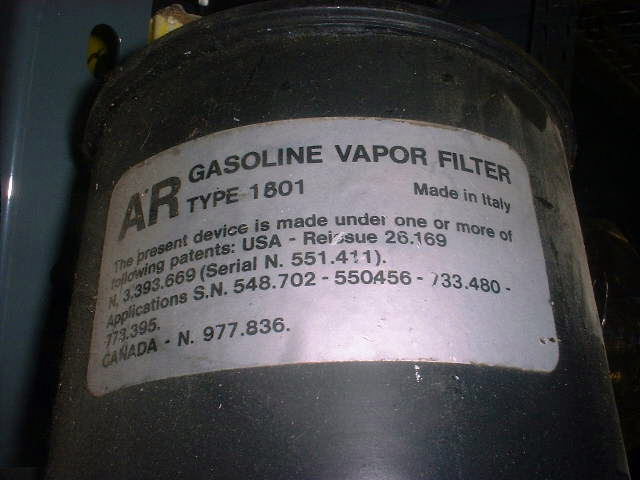 AR GASOLINE VAPOR FILTER
TYPE 1801 Made in Italy
The present device is made under one or more of
following patents: USA - Reissue 26.169
N. 3.393.669 (Serial N. 551.411).
Applications S.N. 548.702 - 550456 - 733.480 -
773.395.
CANADA - N. 977.836.